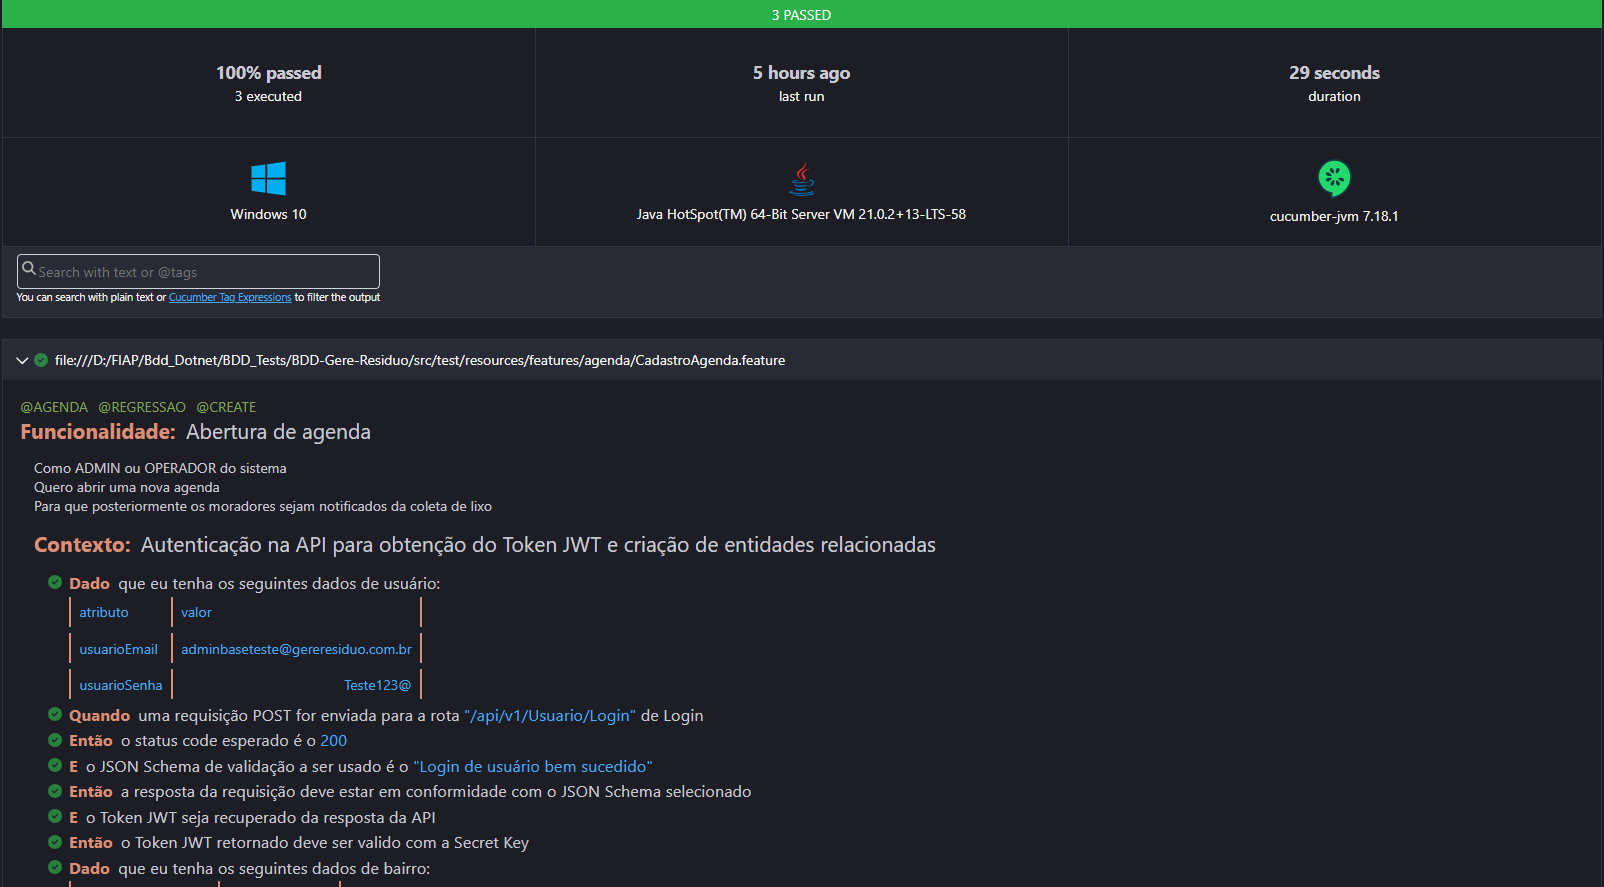 3 PASSED
100% passed
3 executed
5 hours ago
last run
29 seconds
duration
Windows 10
Java HotSpot(TM) 64-Bit Server VM 21.0.2+13-LTS-58
cucumber-jvm 7.18.1
Search with text or @tags
You can search with plain text or Cucumber Tag Expressions to filter the output
file:///D:/FIAP/Bdd_Dotnet/BDD_Tests/BDD-Gere-Residuo/src/test/resources/features/agenda/CadastroAgenda.feature
@AGENDA @REGRESSAO @CREATE
Funcionalidade: Abertura de agenda
Como ADMIN ou OPERADOR do sistema
Quero abrir uma nova agenda
Para que posteriormente os moradores sejam notificados da coleta de lixo
Contexto: Autenticação na API para obtenção do Token JWT e criação de entidades relacionadas
Dado que eu tenha os seguintes dados de usuário:
atributo valor
usuarioEmail adminbaseteste@gereresiduo.com.br
usuarioSenha Teste123@
Quando uma requisição POST for enviada para a rota "/api/v1/Usuario/Login" de Login
Então o status code esperado é o 200
E o JSON Schema de validação a ser usado é o "Login de usuário bem sucedido"
Então a resposta da requisição deve estar em conformidade com o JSON Schema selecionado
E o Token JWT seja recuperado da resposta da API
Então o Token JWT retornado deve ser valido com a Secret Key
Dado que eu tenha os seguintes dados de bairro: